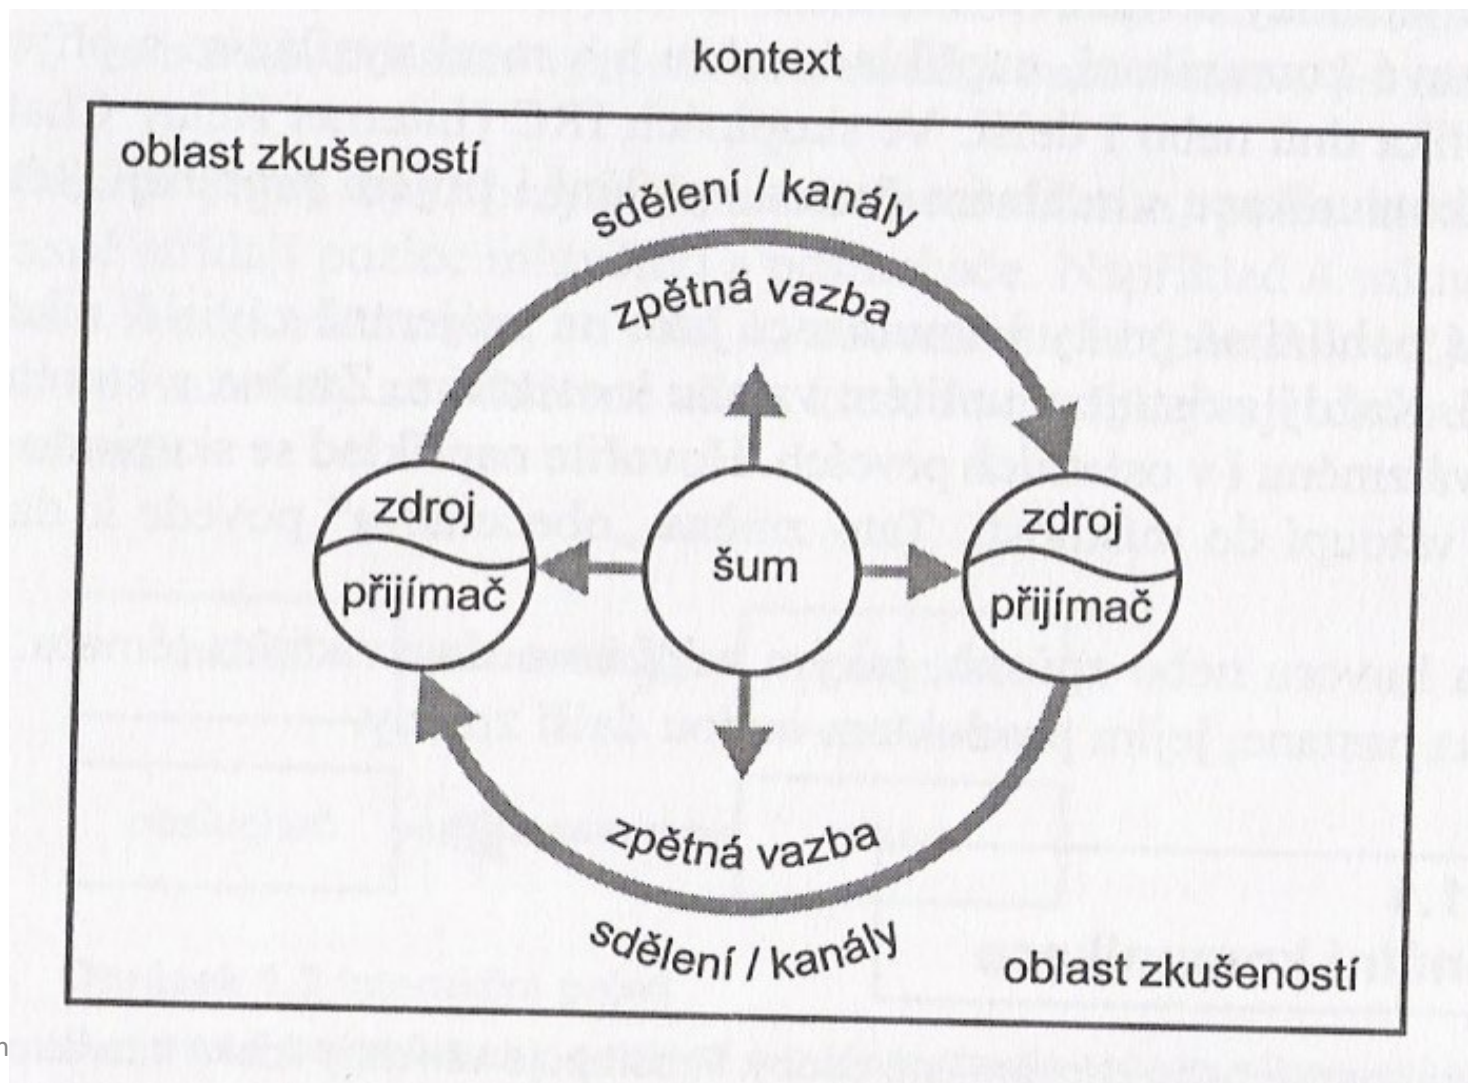 kontext
oblast zkušeností
sdělení / kanály
zpětná vazba
zdroj
přijímač
šum
zdroj
přijímač
zpětná vazba
sdělení / kanály
oblast zkušeností